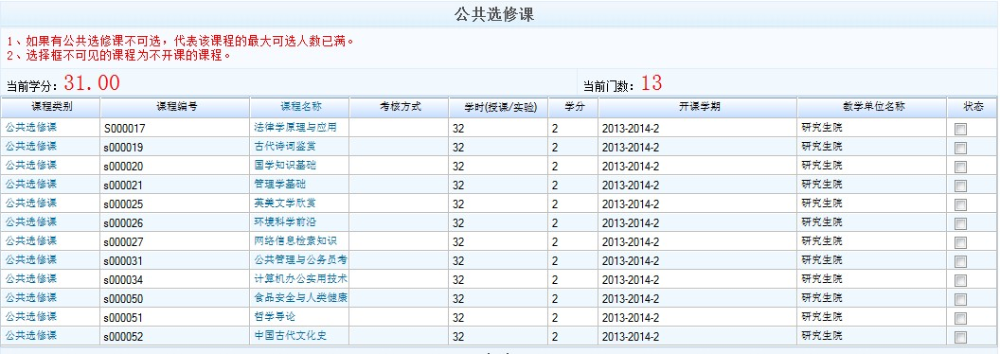 公共选修课
1、如果有公共选修课不可选，代表该课程的最大可选人数已满。
2、选择框不可见的课程为不开课的课程。
当前学分：31.00 当前门数：13
课程类别 课程编号 课程名称 考核方式 学时(授课/实验) 学分 开课学期 教学单位名称 状态
公共选修课 S000017 法律学原理与应用 32 2 2013-2014-2 研究生院
公共选修课 s000019 古代诗词鉴赏 32 2 2013-2014-2 研究生院
公共选修课 s000020 国学知识基础 32 2 2013-2014-2 研究生院
公共选修课 s000021 管理学基础 32 2 2013-2014-2 研究生院
公共选修课 s000025 英美文学欣赏 32 2 2013-2014-2 研究生院
公共选修课 s000026 环境科学前沿 32 2 2013-2014-2 研究生院
公共选修课 s000027 网络信息检索知识 32 2 2013-2014-2 研究生院
公共选修课 s000031 公共管理与公务员考 32 2 2013-2014-2 研究生院
公共选修课 s000034 计算机办公实用技术 32 2 2013-2014-2 研究生院
公共选修课 s000050 食品安全与人类健康 32 2 2013-2014-2 研究生院
公共选修课 s000051 哲学导论 32 2 2013-2014-2 研究生院
公共选修课 s000052 中国古代文化史 32 2 2013-2014-2 研究生院